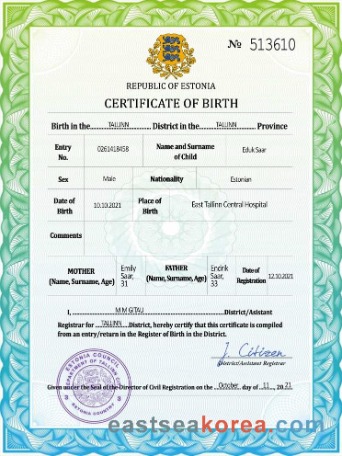 № 513610
REPUBLIC OF ESTONIA
CERTIFICATE OF BIRTH
Birth in the....TALLINN.... District in the....TALLINN.... Province
Entry No. 0261418458 Name and Surname of Child Eduk Saar
Sex Male Nationality Estonian
Date of Birth 10.10.2021 Place of Birth East Tallinn Central Hospital
Comments
MOTHER (Name, Surname, Age) Emily Saar, 31 FATHER (Name, Surname, Age) Endrik Saar, 33 Date of Registration 12.10.2021
I, ....M M GITAU.... District/Asistant
Registrar for ....TALLINN....District, hereby certify that this certificate is compiled
from an entry/return in the Register of Birth in the District.
J. Citizen
District/Assistant Registrar
Given under the Seal of the Director of Civil Registration on the ....October.. day of ..11.., 20.21
ESTONIA COUNCIL
DEPARTMENT OF TALLINN
ESTONIA COUNTRY
eastseakorea.com